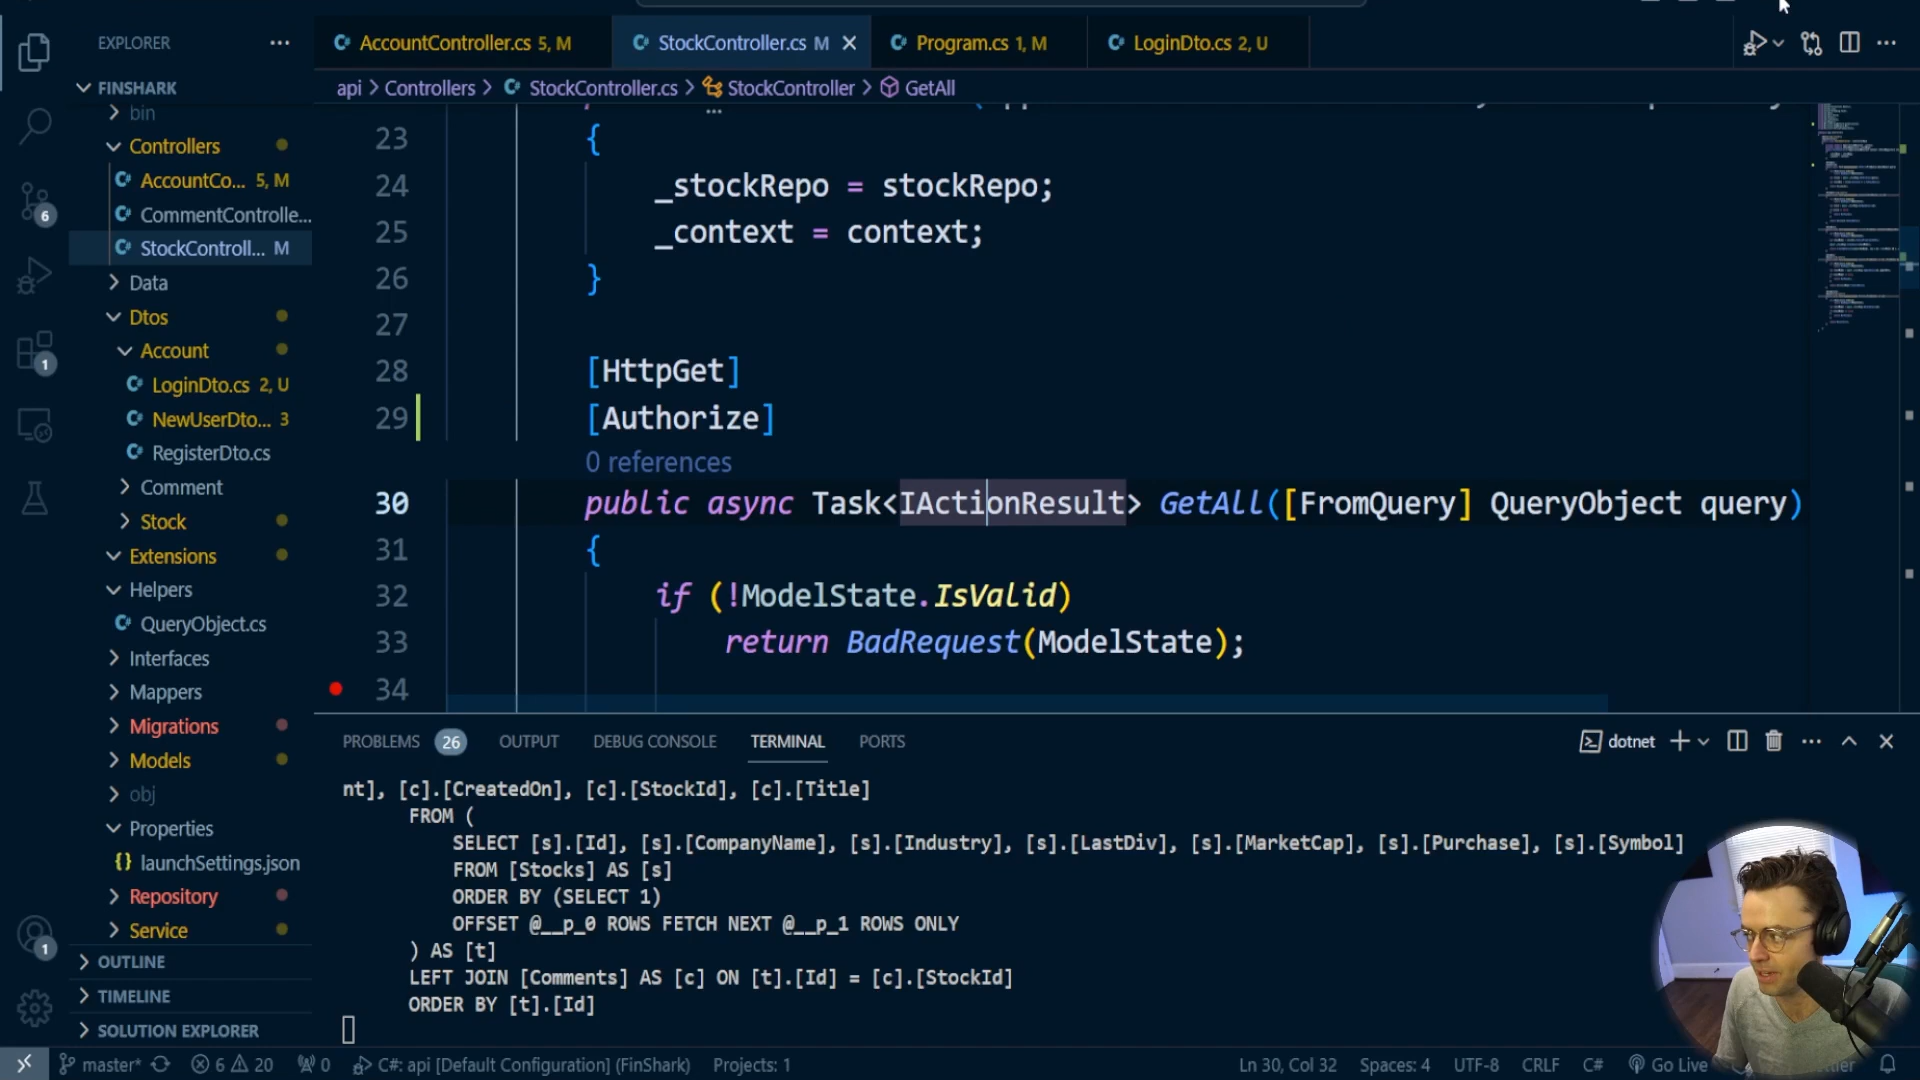 EXPLORER
FINSHARK
bin
Controllers
AccountCo... 5, M
CommentControlle...
StockControll... M
Data
Dtos
Account
LoginDto.cs 2, U
NewUserDto... 3
RegisterDto.cs
Comment
Stock
Extensions
Helpers
QueryObject.cs
Interfaces
Mappers
Migrations
Models
obj
Properties
{} launchSettings.json
Repository
Service
OUTLINE
TIMELINE
SOLUTION EXPLORER
6
1
1
AccountController.cs 5, M
StockController.cs M
Program.cs 1, M
LoginDto.cs 2, U
api > Controllers > StockController.cs > StockController > GetAll
23 {
24 _stockRepo = stockRepo;
25 _context = context;
26 }
27
28 [HttpGet]
29 [Authorize]
0 references
30 public async Task<IActionResult> GetAll([FromQuery] QueryObject query)
31 {
32 if (!ModelState.IsValid)
33 return BadRequest(ModelState);
34
PROBLEMS 26 OUTPUT DEBUG CONSOLE TERMINAL PORTS dotnet
nt], [c].[CreatedOn], [c].[StockId], [c].[Title]
FROM (
SELECT [s].[Id], [s].[CompanyName], [s].[Industry], [s].[LastDiv], [s].[MarketCap], [s].[Purchase], [s].[Symbol]
FROM [Stocks] AS [s]
ORDER BY (SELECT 1)
OFFSET @__p_0 ROWS FETCH NEXT @__p_1 ROWS ONLY
) AS [t]
LEFT JOIN [Comments] AS [c] ON [t].[Id] = [c].[StockId]
ORDER BY [t].[Id]
master* 6 20 0 C#: api [Default Configuration] (FinShark) Projects: 1 Ln 30, Col 32 Spaces: 4 UTF-8 CRLF C# Go Live